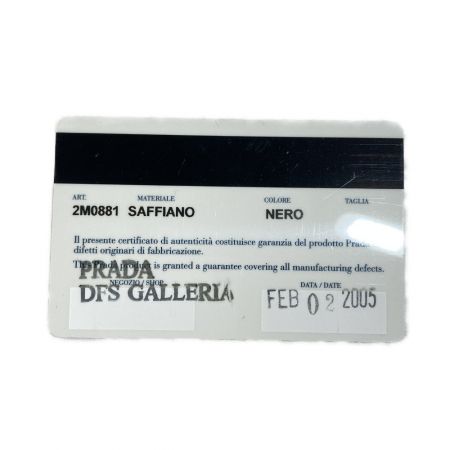 ART. MATERIALE COLORE TAGLIA
2M0881 SAFFIANO NERO
Il presente certificato di autenticità costituisce garanzia del prodotto Prada
difetti originari di fabbricazione.
This Prada product is granted a guarantee covering all manufacturing defects.
PRADA
NEGOZIO / SHOP DATA / DATE
DFS GALLERIA FEB 02 2005